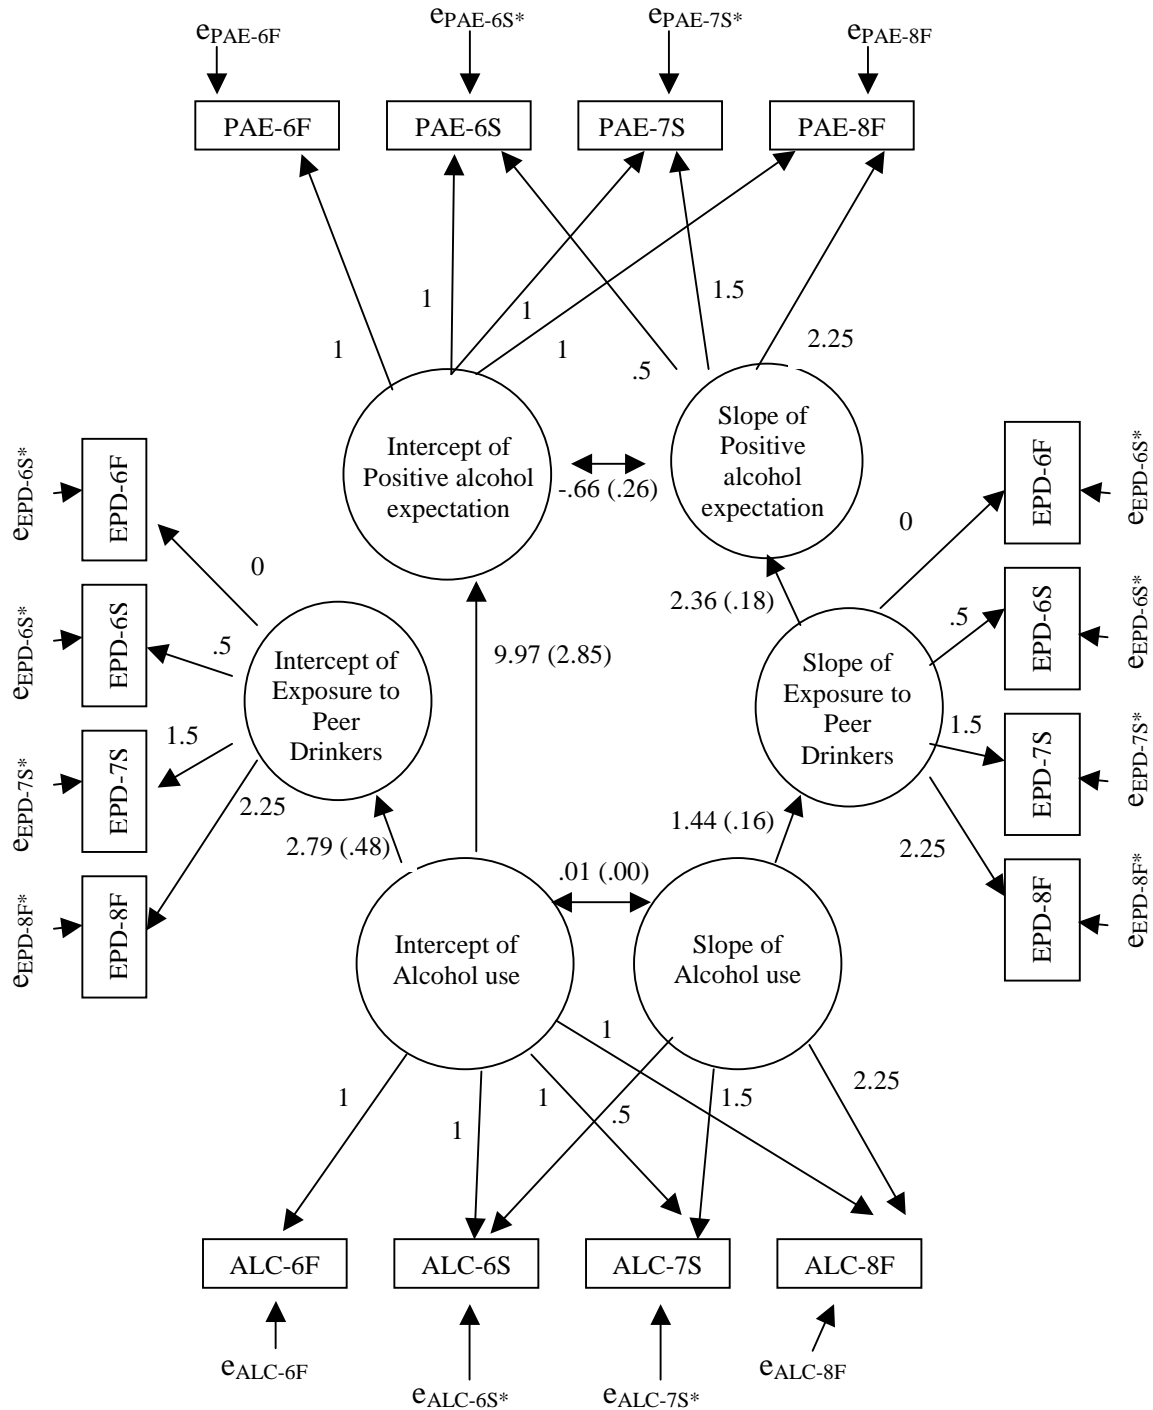 ePAE-6F
ePAE-6S*
ePAE-7S*
ePAE-8F
PAE-6F
PAE-6S
PAE-7S
PAE-8F
1
1
1
1
.5
1.5
2.25
Intercept of
Positive alcohol
expectation
-.66 (.26)
Slope of
Positive
alcohol
expectation
eEPD-6S*
EPD-6F
0
eEPD-6S*
EPD-6S
.5
eEPD-7S*
EPD-7S
1.5
eEPD-8F*
EPD-8F
2.25
Intercept of
Exposure to
Peer
Drinkers
2.79 (.48)
9.97 (2.85)
2.36 (.18)
Slope of
Exposure to
Peer
Drinkers
1.44 (.16)
0
EPD-6F
eEPD-6S*
.5
EPD-6S
eEPD-6S*
1.5
EPD-7S
eEPD-7S*
2.25
EPD-8F
eEPD-8F*
.01 (.00)
Intercept of
Alcohol use
Slope of
Alcohol use
1
1
1
1
.5
1.5
2.25
ALC-6F
ALC-6S
ALC-7S
ALC-8F
eALC-6F
eALC-6S*
eALC-7S*
eALC-8F